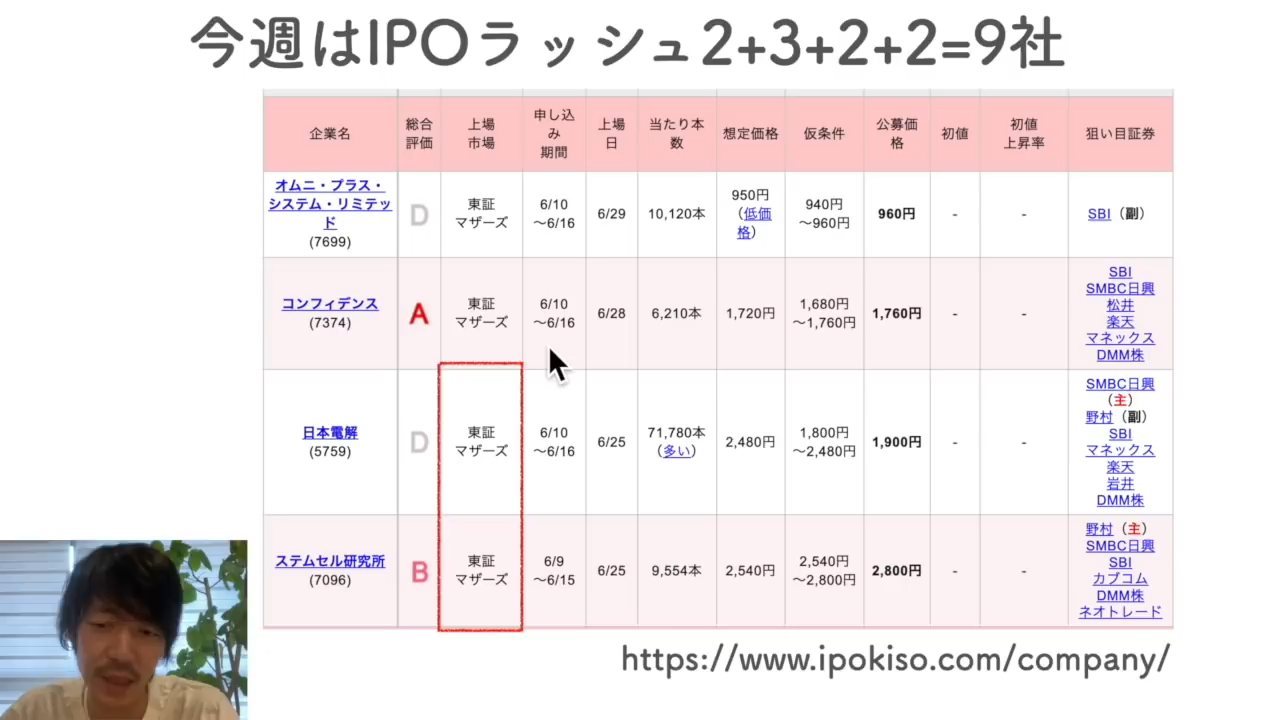 今週はIPOラッシュ2+3+2+2=9社
企業名
総合
評価
上場
市場
申し込
み
期間
上場
日
当たり本
数
想定価格
仮条件
公募価
格
初値
初値
上昇率
狙い目証券
オムニ・プラス・
システム・リミテッ
ド
(7699)
D
東証
マザーズ
6/10
～6/16
6/29
10,120本
950円
（低価
格）
940円
～960円
960円
-
-
SBI（副）
コンフィデンス
(7374)
A
東証
マザーズ
6/10
～6/16
6/28
6,210本
1,720円
1,680円
～1,760円
1,760円
-
-
SBI
SMBC日興
松井
楽天
マネックス
DMM株
日本電解
(5759)
D
東証
マザーズ
6/10
～6/16
6/25
71,780本
（多い）
2,480円
1,800円
～2,480円
1,900円
-
-
SMBC日興
（主）
野村（副）
SBI
マネックス
楽天
岩井
DMM株
ステムセル研究所
(7096)
B
東証
マザーズ
6/9
～6/15
6/25
9,554本
2,540円
2,540円
～2,800円
2,800円
-
-
野村（主）
SMBC日興
SBI
カブコム
DMM株
ネオトレード
https://www.ipokiso.com/company/